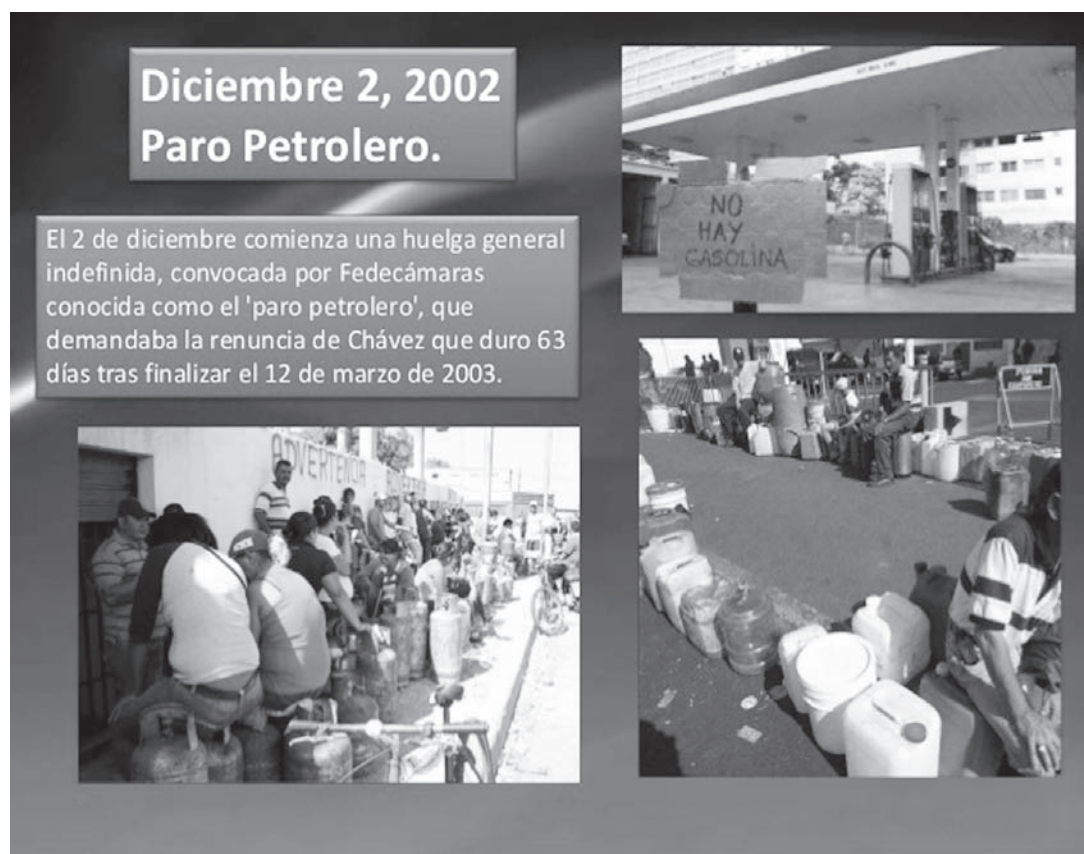 Diciembre 2, 2002
Paro Petrolero.
El 2 de diciembre comienza una huelga general
indefinida, convocada por Fedecámaras
conocida como el 'paro petrolero', que
demandaba la renuncia de Chávez que duro 63
días tras finalizar el 12 de marzo de 2003.
NO
HAY
GASOLINA
ADVERTENCIA